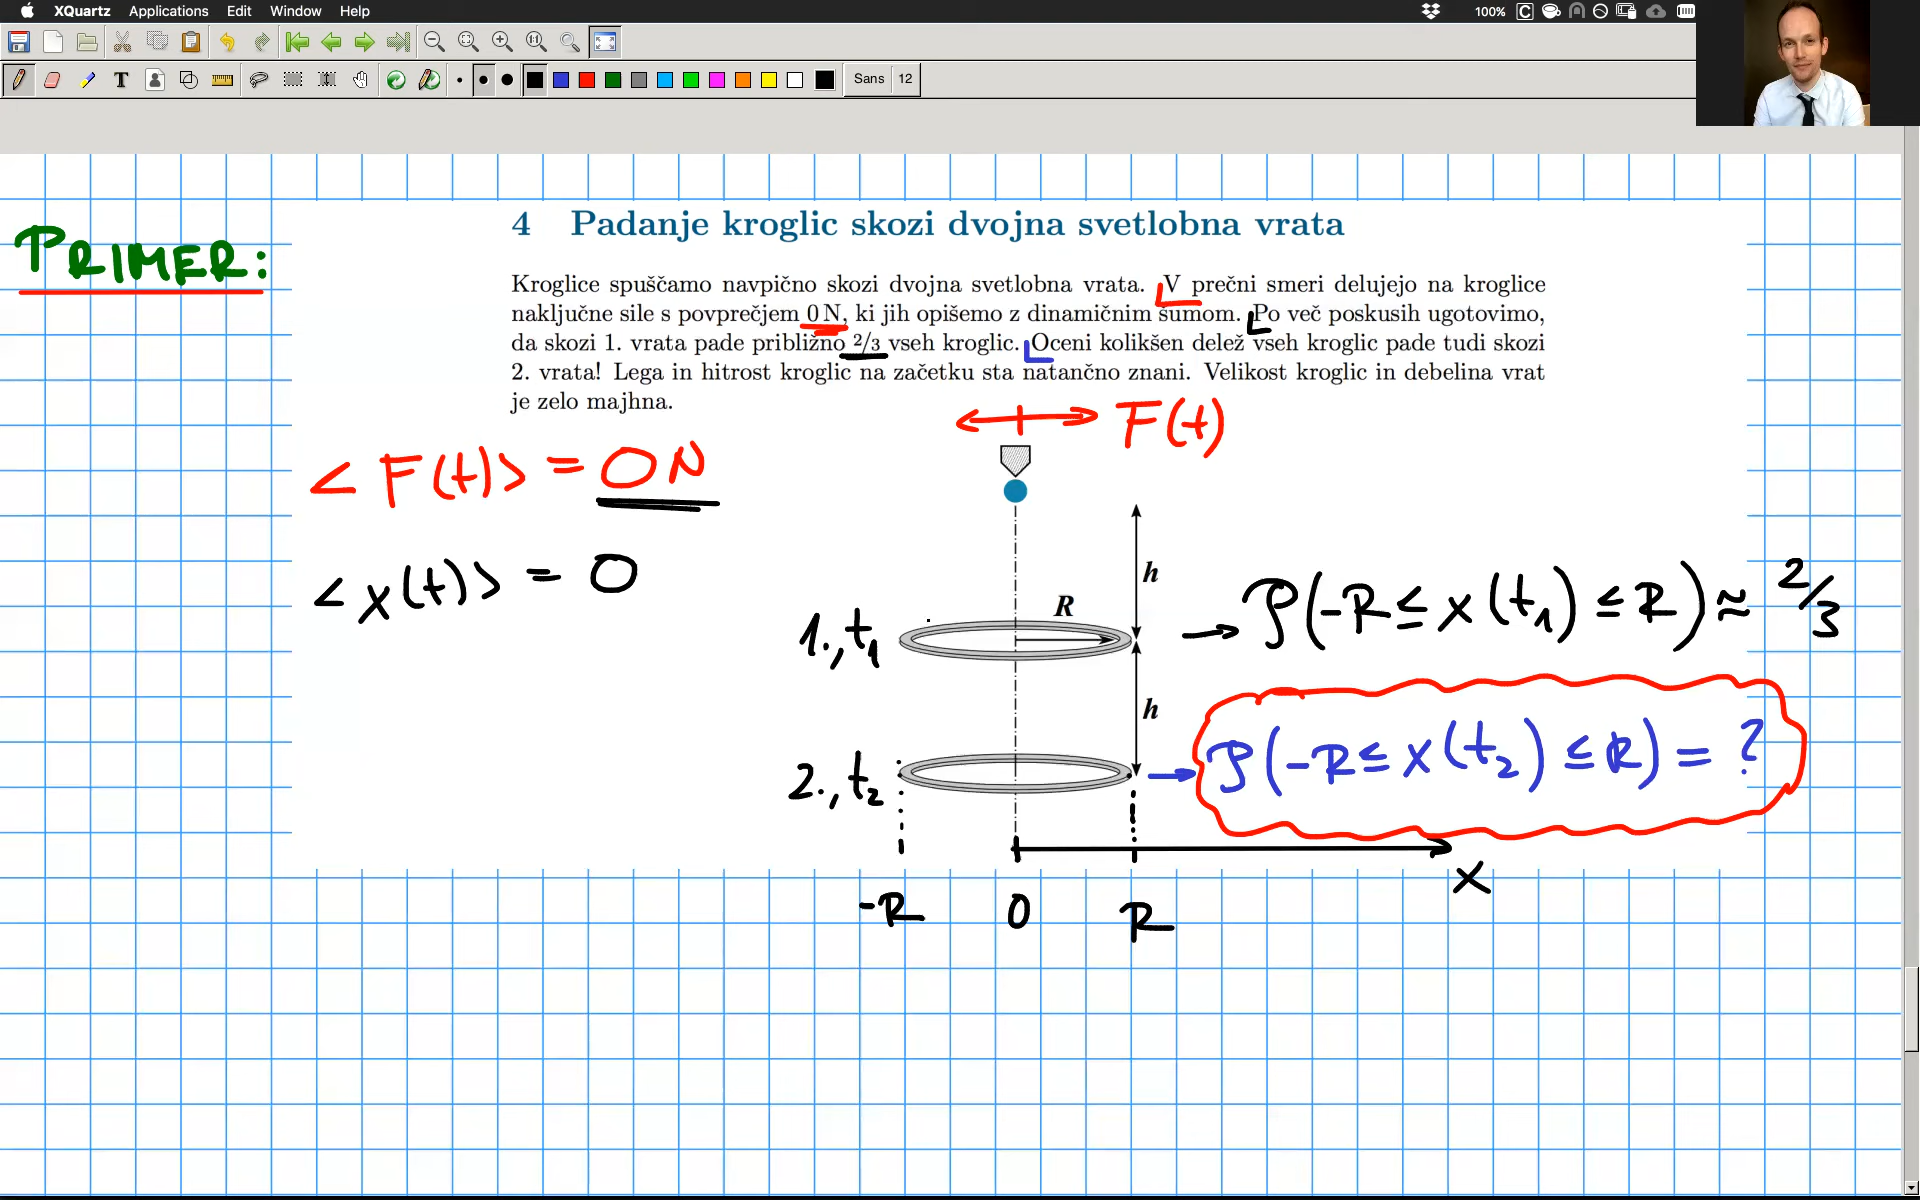 XQuartz Applications Edit Window Help
100%
Sans 12
PRIMER:
4 Padanje kroglic skozi dvojna svetlobna vrata
Kroglice spuščamo navpično skozi dvojna svetlobna vrata. V prečni smeri delujejo na kroglice
naključne sile s povprečjem 0 N, ki jih opišemo z dinamičnim šumom. Po več poskusih ugotovimo,
da skozi 1. vrata pade približno 2/3 vseh kroglic. Oceni kolikšen delež vseh kroglic pade tudi skozi
2. vrata! Lega in hitrost kroglic na začetku sta natančno znani. Velikost kroglic in debelina vrat
je zelo majhna.
F(t)
<F(t)> = 0 N
<x(t)> = 0
h
R
1., t₁
P(-R ≤ x(t₁) ≤ R) ≈ 2/3
h
2., t₂
P(-R ≤ x(t₂) ≤ R) = ?
x
-R 0 R